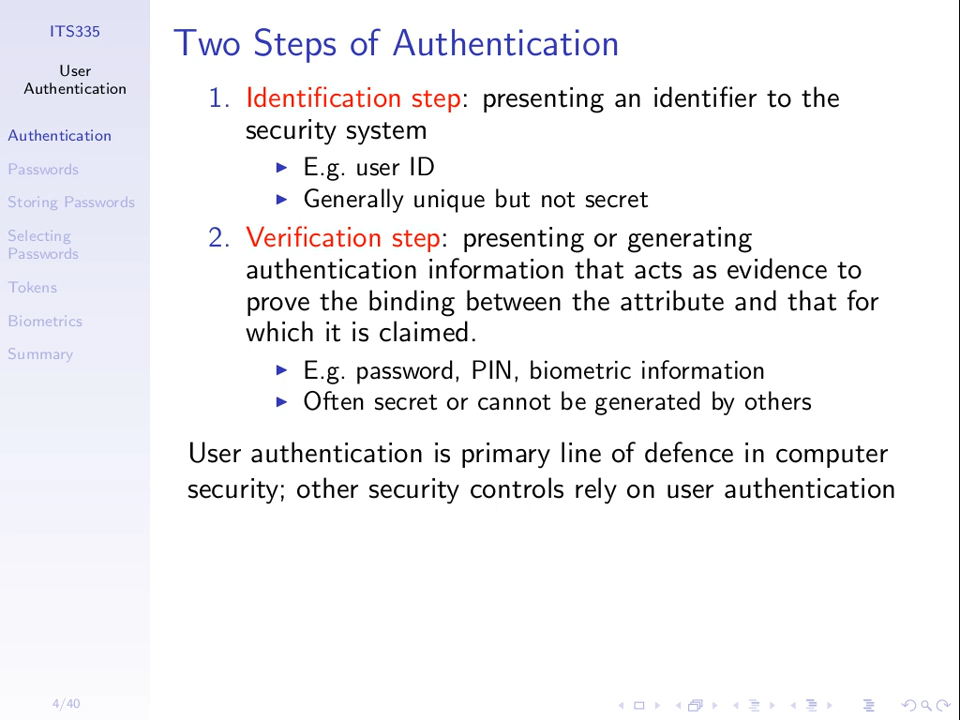 ITS335
User
Authentication
Authentication
Passwords
Storing Passwords
Selecting
Passwords
Tokens
Biometrics
Summary
4/40
Two Steps of Authentication
1. Identification step: presenting an identifier to the
security system
► E.g. user ID
► Generally unique but not secret
2. Verification step: presenting or generating
authentication information that acts as evidence to
prove the binding between the attribute and that for
which it is claimed.
► E.g. password, PIN, biometric information
► Often secret or cannot be generated by others
User authentication is primary line of defence in computer
security; other security controls rely on user authentication